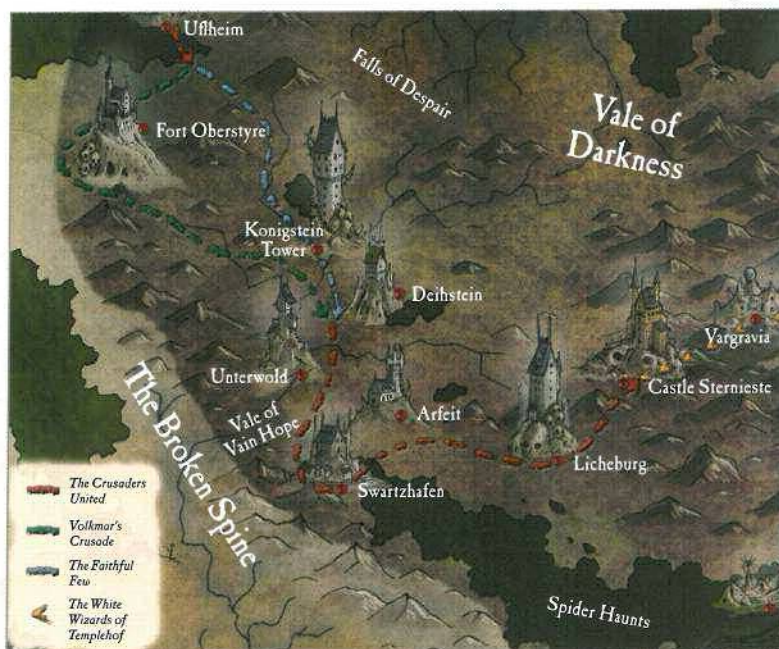 Uflheim
Falls of Despair
Vale of
Darkness
Fort Oberstyre
Konigstein
Tower
Deihstein
Vargravia
Unterwold
Castle Sternieste
Vale of
Vain Hope
Arfeit
Licheburg
The Broken Spine
Swartzhafen
Spider Haunts
The Crusaders
United
Volkmar's
Crusade
The Faithful
Few
The White
Wizards of
Templehof